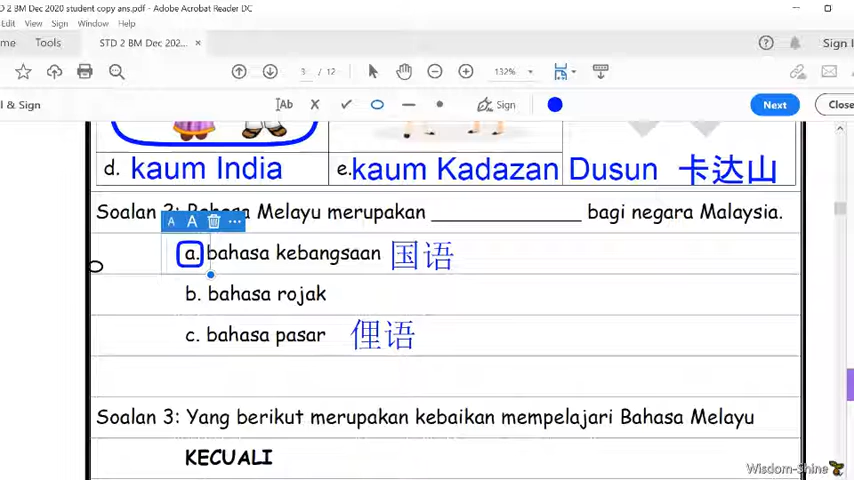 STD 2 BM Dec 2020 student copy ans.pdf - Adobe Acrobat Reader DC
Edit View Sign Window Help
Tools STD 2 BM Dec 202... × Sign I
3 / 12 132%
l & Sign Ab Sign Next Close
d. kaum India e.kaum Kadazan Dusun 卡达山
Soalan 2: Bahasa Melayu merupakan ______________ bagi negara Malaysia.
A A
a. bahasa kebangsaan 国语
b. bahasa rojak
c. bahasa pasar 俚语
Soalan 3: Yang berikut merupakan kebaikan mempelajari Bahasa Melayu
KECUALI
Wisdom-Shine